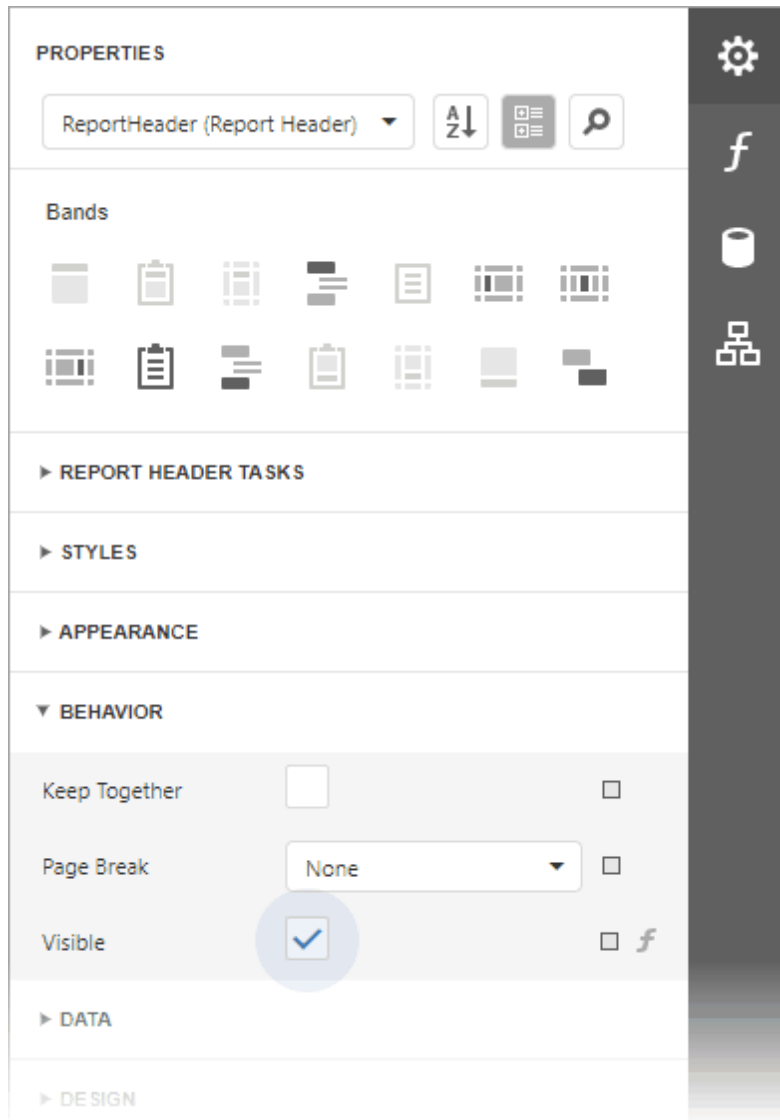 PROPERTIES
ReportHeader (Report Header)
Bands
REPORT HEADER TASKS
STYLES
APPEARANCE
BEHAVIOR
Keep Together
Page Break None
Visible
DATA
DESIGN